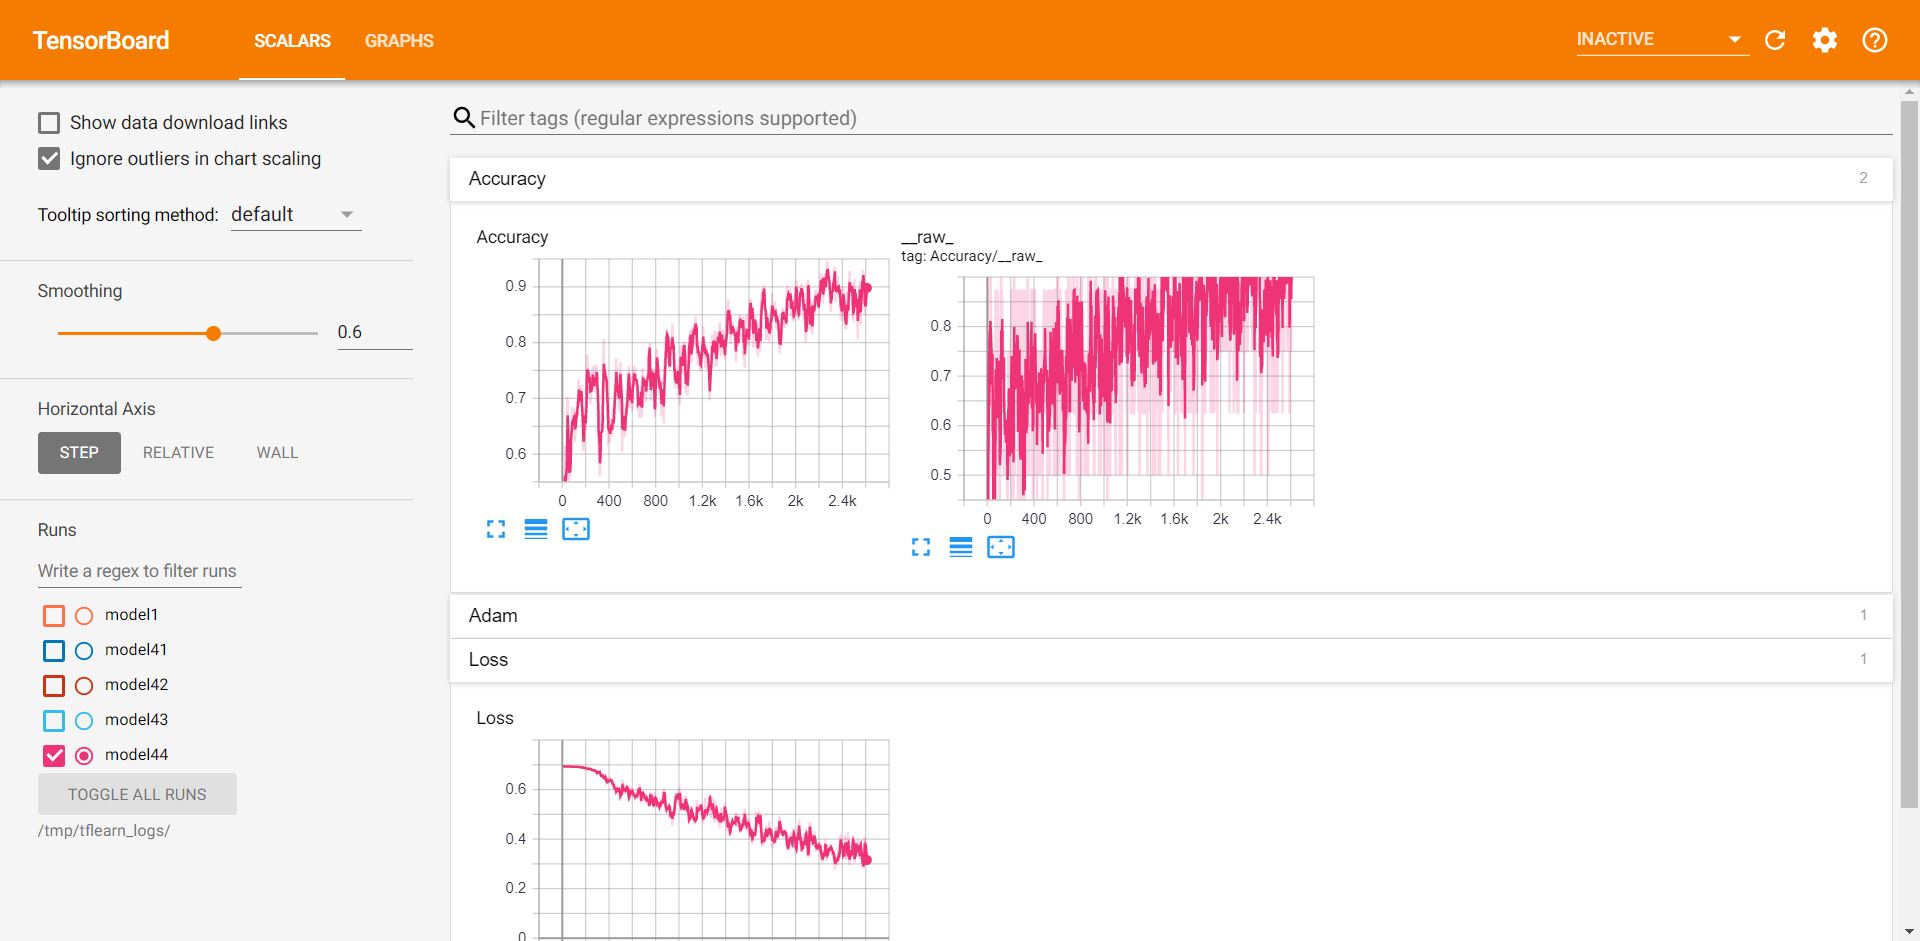 TensorBoard
SCALARS
GRAPHS
INACTIVE
Show data download links
Ignore outliers in chart scaling
Tooltip sorting method: default
Smoothing
0.6
Horizontal Axis
STEP
RELATIVE
WALL
Runs
Write a regex to filter runs
model1
model41
model42
model43
model44
TOGGLE ALL RUNS
/tmp/tflearn_logs/
Filter tags (regular expressions supported)
Accuracy
2
Accuracy
0.9
0.8
0.7
0.6
0 400 800 1.2k 1.6k 2k 2.4k
__raw_
tag: Accuracy/__raw_
0.8
0.7
0.6
0.5
0 400 800 1.2k 1.6k 2k 2.4k
Adam
1
Loss
1
Loss
0.6
0.4
0.2
0